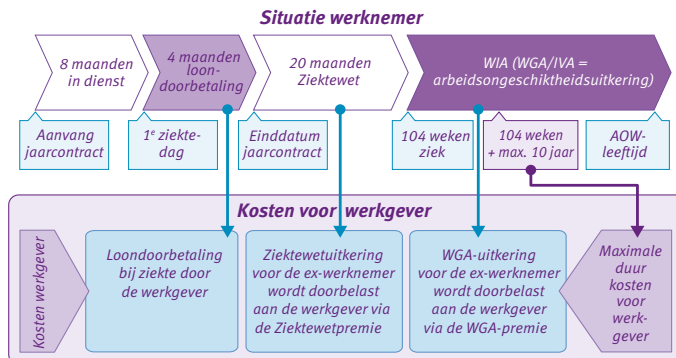 Situatie werknemer
8 maanden
in dienst
4 maanden
loon-
doorbetaling
20 maanden
Ziektewet
WIA (WGA/IVA =
arbeidsongeschiktheidsuitkering)
Aanvang
jaarcontract
1e ziekte-
dag
Einddatum
jaarcontract
104 weken
ziek
104 weken
+ max. 10 jaar
AOW-
leeftijd
Kosten voor werkgever
Kosten werkgever
Loondoorbetaling
bij ziekte door
de werkgever
Ziektewetuitkering
voor de ex-werknemer
wordt doorbelast
aan de werkgever via
de Ziektewetpremie
WGA-uitkering
voor de ex-werknemer
wordt doorbelast
aan de werkgever
via de WGA-premie
Maximale
duur
kosten
voor
werk-
gever